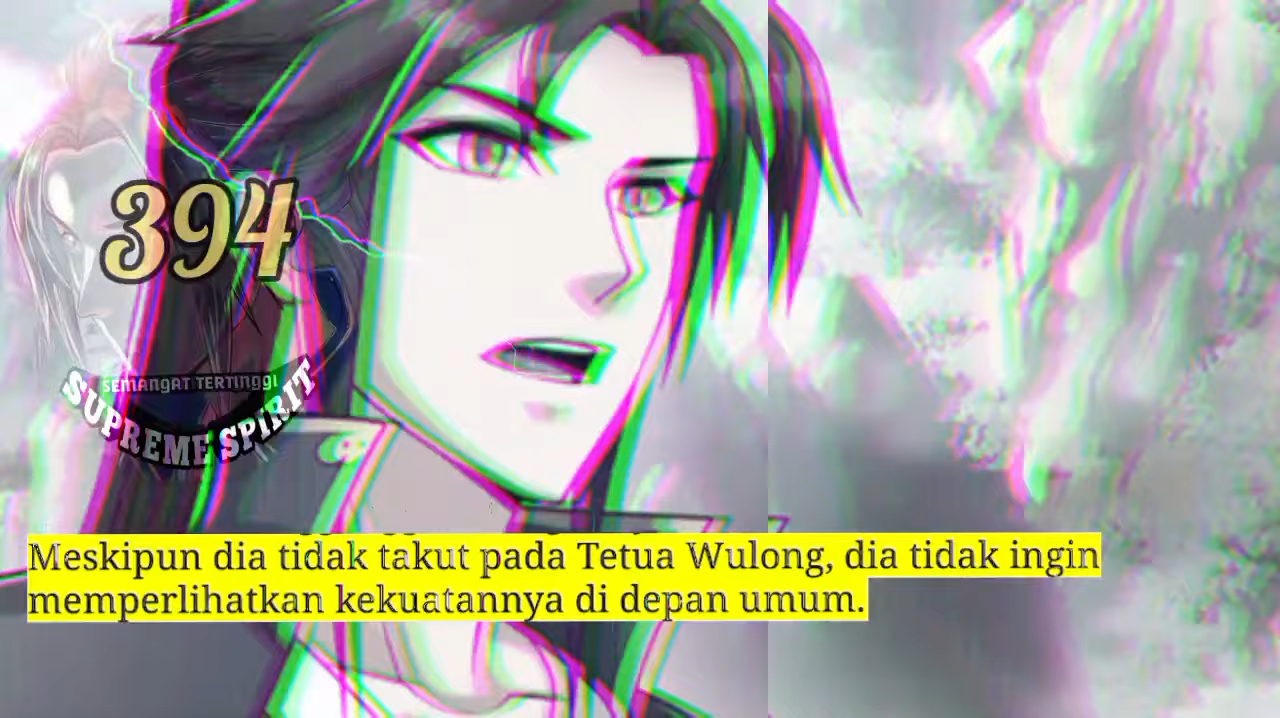 394
SEMANGAT TERTINGGI
SUPREME SPIRIT
Meskipun dia tidak takut pada Tetua Wulong, dia tidak ingin
memperlihatkan kekuatannya di depan umum.